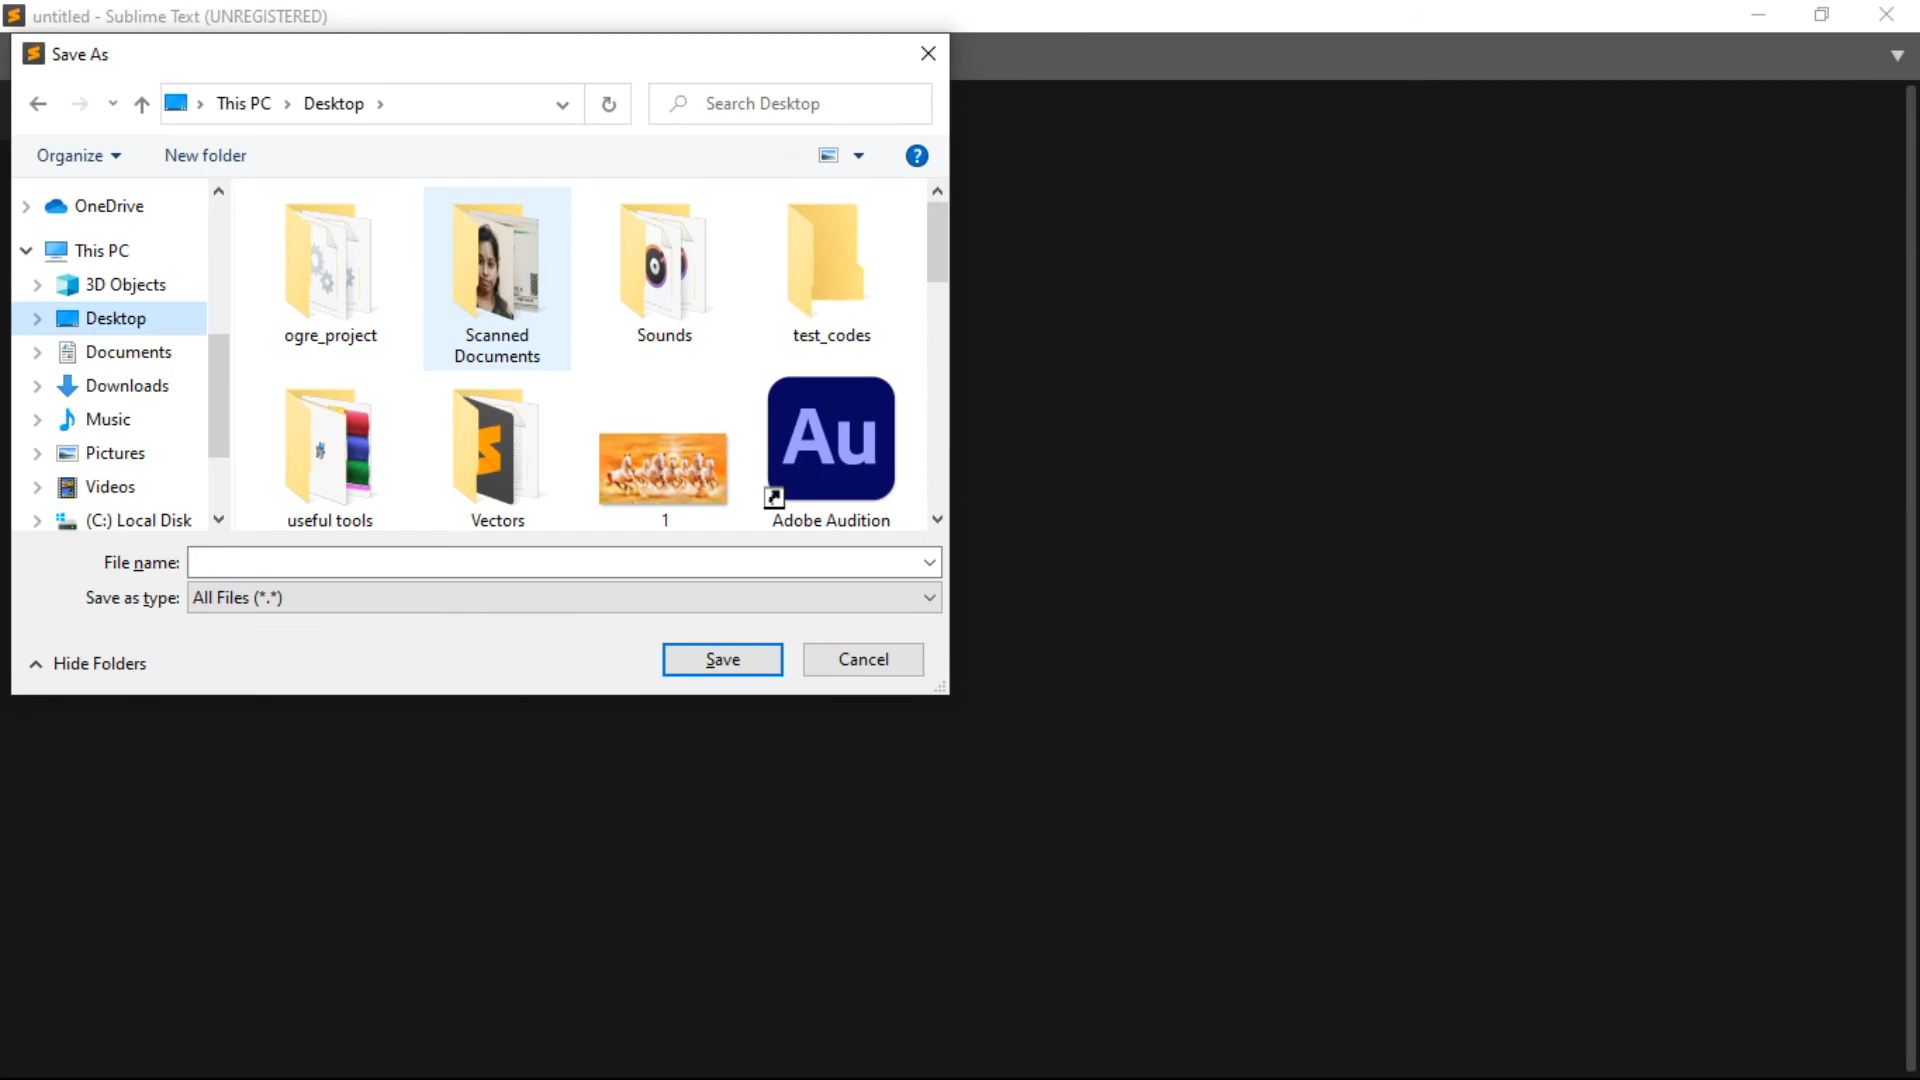 untitled - Sublime Text (UNREGISTERED)
Save As
This PC
Desktop
Search Desktop
Organize
New folder
OneDrive
This PC
3D Objects
Desktop
Documents
Downloads
Music
Pictures
Videos
(C:) Local Disk
ogre_project
Scanned
Documents
Sounds
test_codes
useful tools
Vectors
1
Au
Adobe Audition
File name:
Save as type: All Files (*.*)
Hide Folders
Save
Cancel